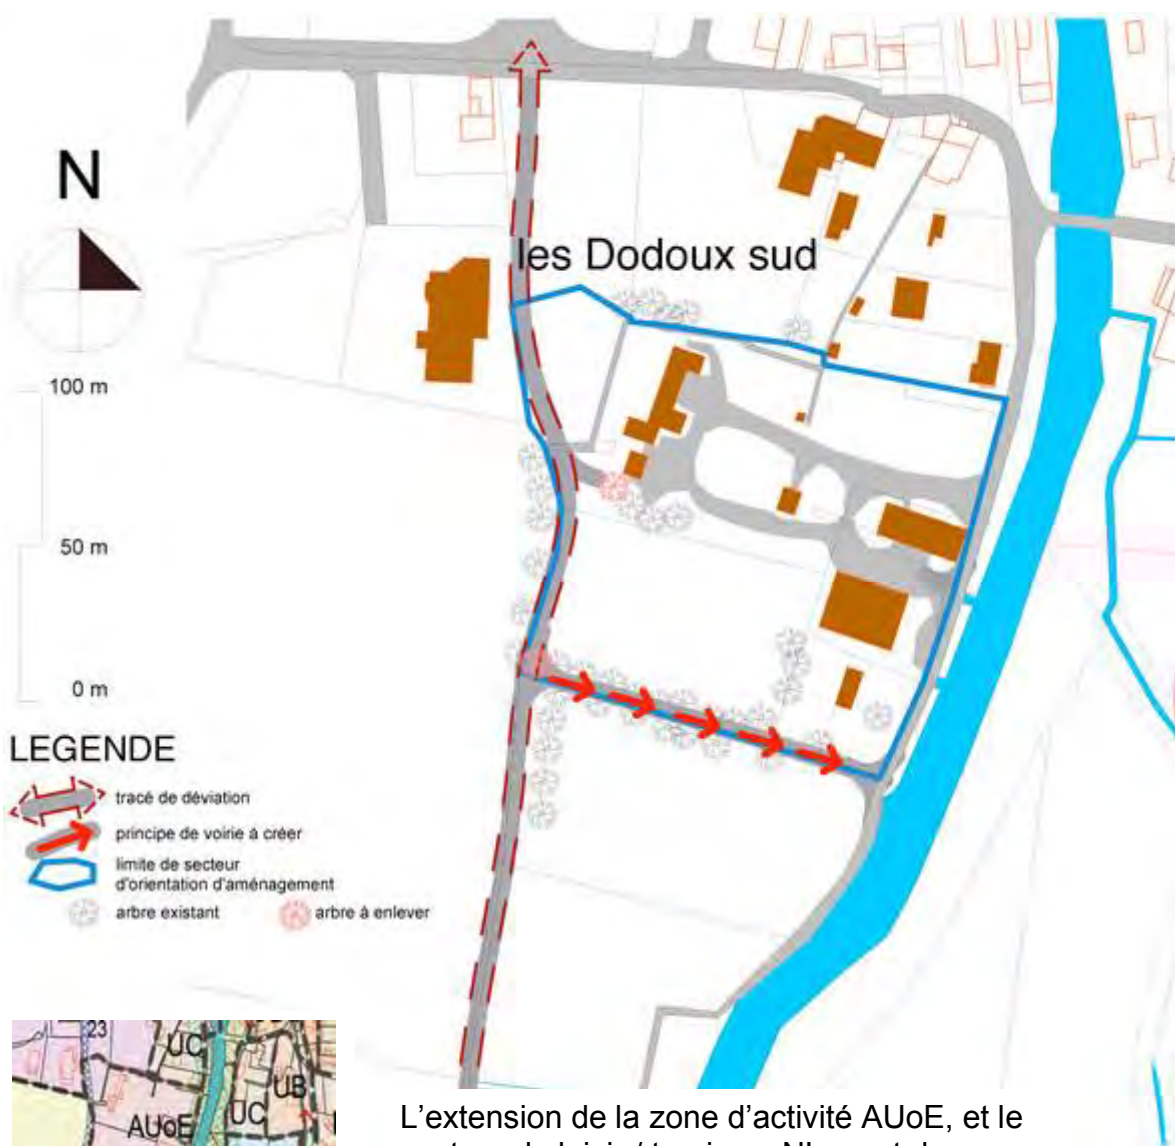 N
les Dodoux sud
100 m
50 m
0 m
LEGENDE
tracé de déviation
principe de voirie à créer
limite de secteur
d'orientation d'aménagement
arbre existant
arbre à enlever
23
UC
UB
AUoE
UC
L'extension de la zone d'activité AUoE, et le